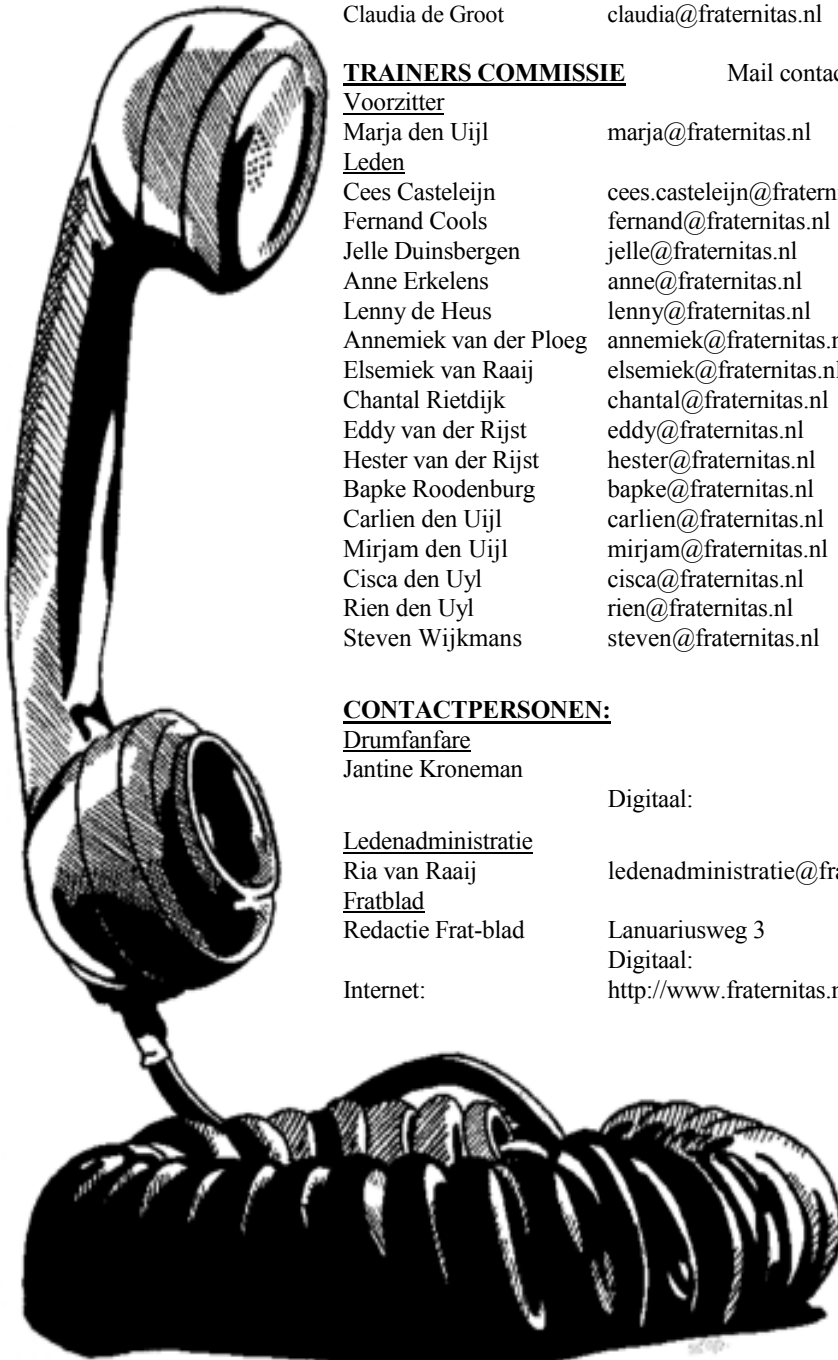 Claudia de Groot claudia@fraternitas.nl
TRAINERS COMMISSIE Mail contac
Voorzitter
Marja den Uijl marja@fraternitas.nl
Leden
Cees Casteleijn cees.casteleijn@fratern
Fernand Cools fernand@fraternitas.nl
Jelle Duinsbergen jelle@fraternitas.nl
Anne Erkelens anne@fraternitas.nl
Lenny de Heus lenny@fraternitas.nl
Annemiek van der Ploeg annemiek@fraternitas.n
Elsemiek van Raaij elsemiek@fraternitas.nl
Chantal Rietdijk chantal@fraternitas.nl
Eddy van der Rijst eddy@fraternitas.nl
Hester van der Rijst hester@fraternitas.nl
Bapke Roodenburg bapke@fraternitas.nl
Carlien den Uijl carlien@fraternitas.nl
Mirjam den Uijl mirjam@fraternitas.nl
Cisca den Uyl cisca@fraternitas.nl
Rien den Uyl rien@fraternitas.nl
Steven Wijkmans steven@fraternitas.nl
CONTACTPERSONEN:
Drumfanfare
Jantine Kroneman
Digitaal:
Ledenadministratie
Ria van Raaij ledenadministratie@fra
Fratblad
Redactie Frat-blad Lanuariusweg 3
Digitaal:
Internet: http://www.fraternitas.n